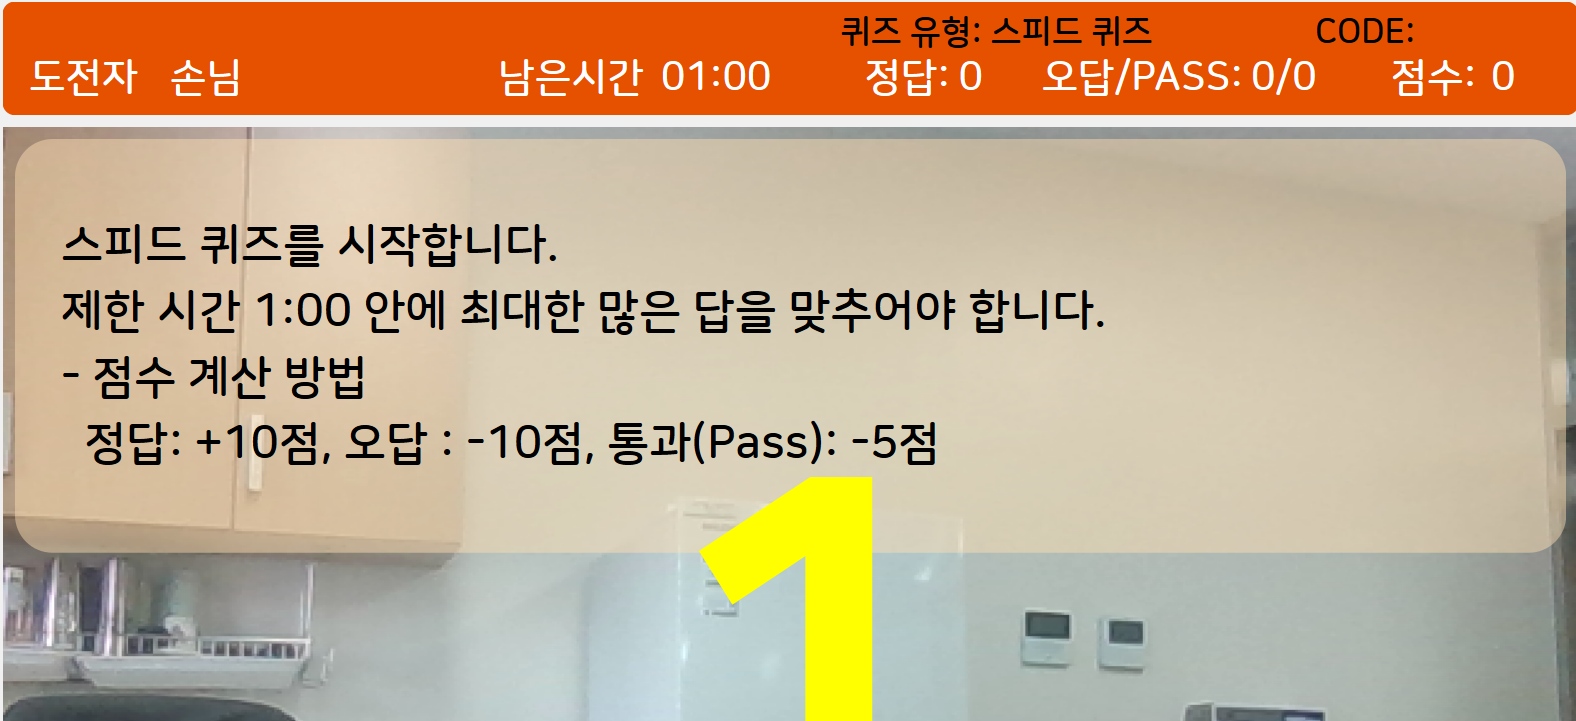 퀴즈 유형: 스피드 퀴즈 CODE:
도전자 손님 남은시간 01:00 정답: 0 오답/PASS: 0/0 점수: 0
스피드 퀴즈를 시작합니다.
제한 시간 1:00 안에 최대한 많은 답을 맞추어야 합니다.
- 점수 계산 방법
정답: +10점, 오답 : -10점, 통과(Pass): -5점
1